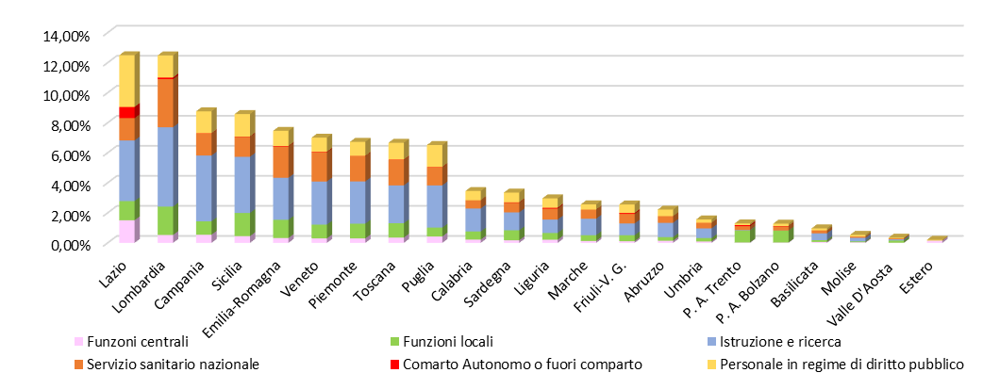 14,00%
12,00%
10,00%
8,00%
6,00%
4,00%
2,00%
0,00%
Lazio
Lombardia
Campania
Sicilia
Emilia-Romagna
Veneto
Piemonte
Toscana
Puglia
Calabria
Sardegna
Liguria
Marche
Friuli-V. G.
Abruzzo
Umbria
P. A. Trento
P. A. Bolzano
Basilicata
Molise
Valle D'Aosta
Estero
Funzoni centrali
Funzioni locali
Istruzione e ricerca
Servizio sanitario nazionale
Comarto Autonomo o fuori comparto
Personale in regime di diritto pubblico